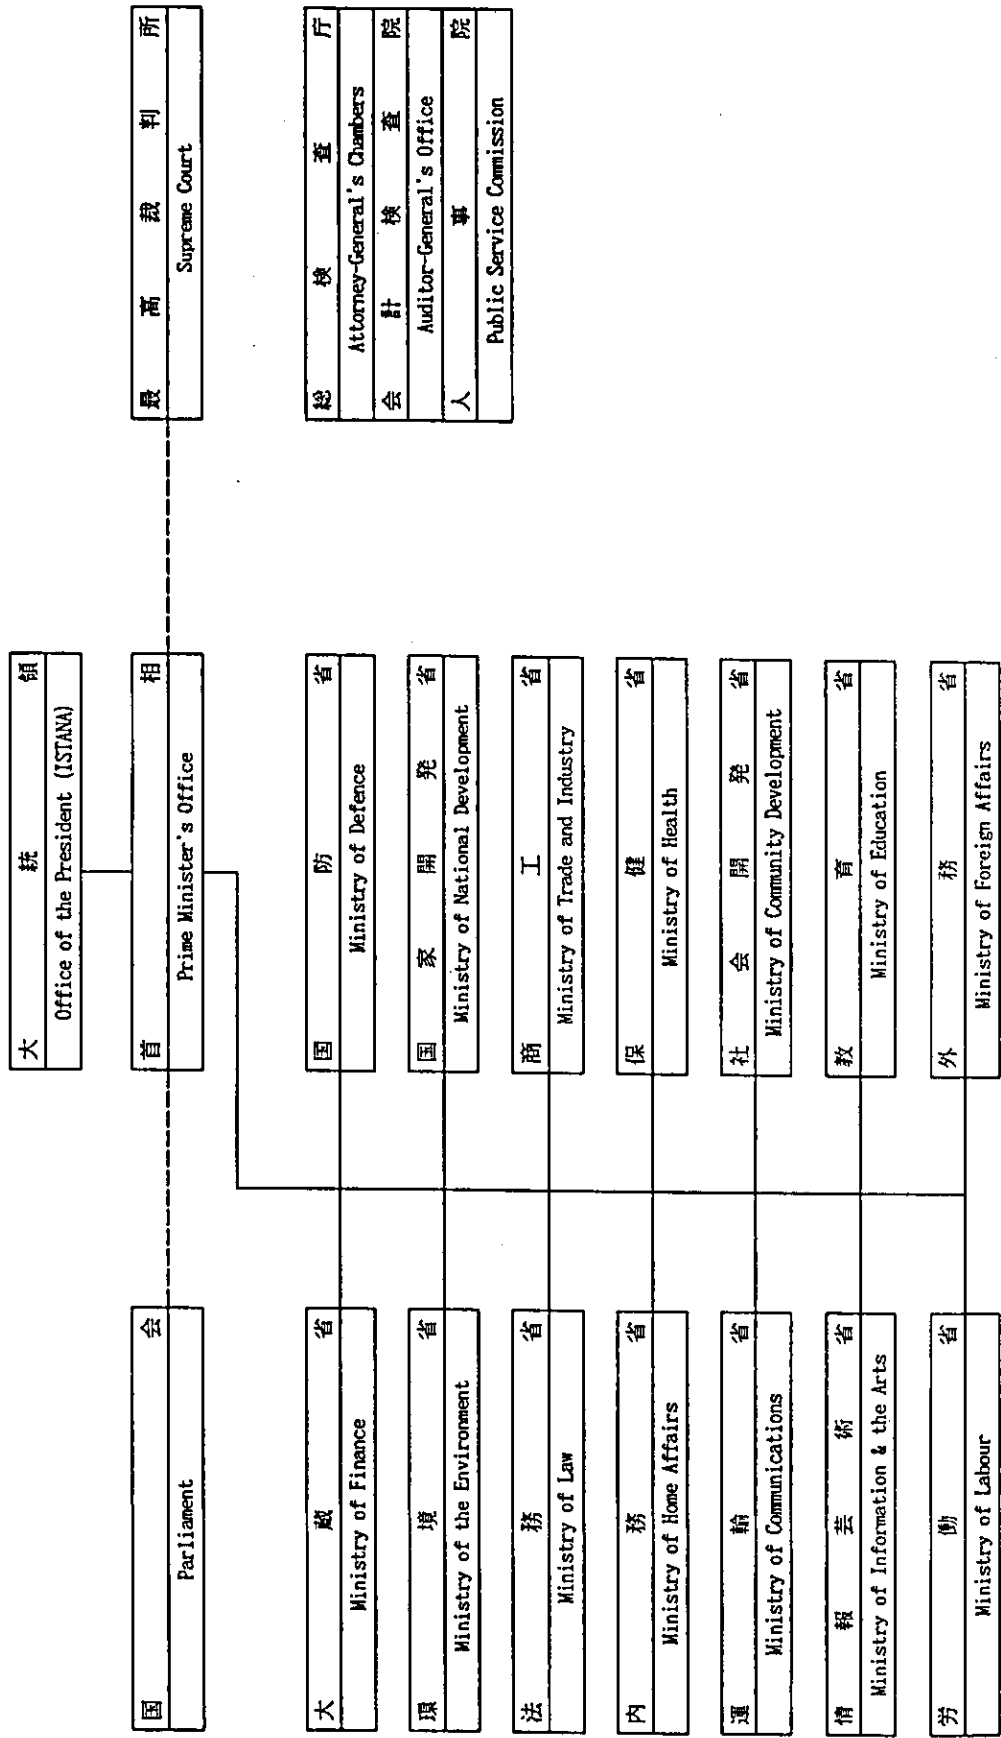 大統領
Office of the President (ISTANA)
国会
Parliament
首相
Prime Minister's Office
最高裁判所
Supreme Court
大蔵省
Ministry of Finance
国防省
Ministry of Defence
総検査庁
Attorney-General's Chambers
会計検査院
Auditor-General's Office
人事院
Public Service Commission
環境省
Ministry of the Environment
国家開発省
Ministry of National Development
法務省
Ministry of Law
商工省
Ministry of Trade and Industry
内務省
Ministry of Home Affairs
保健省
Ministry of Health
運輸省
Ministry of Communications
社会開発省
Ministry of Community Development
情報芸術省
Ministry of Information & the Arts
教育省
Ministry of Education
労働省
Ministry of Labour
外務省
Ministry of Foreign Affairs